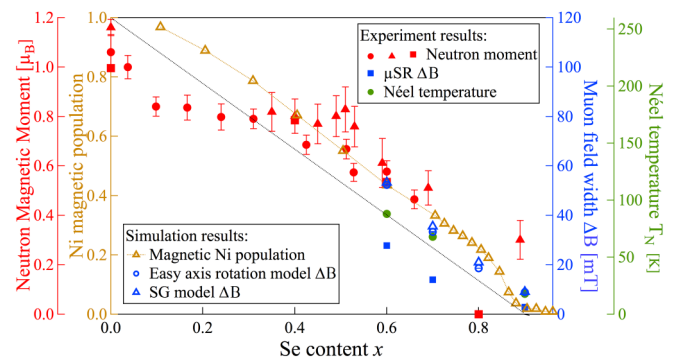 Neutron Magnetic Moment [μB]
1.2
1.0
0.8
0.6
0.4
0.2
0.0
Ni magnetic population
1.0
0.8
0.6
0.4
0.2
0.0
Experiment results:
Neutron moment
μSR ΔB
Néel temperature
Simulation results:
Magnetic Ni population
Easy axis rotation model ΔB
SG model ΔB
120
100
80
60
40
20
0
Muon field width ΔB [mT]
250
200
150
100
50
0
Néel temperature TN [K]
0.0
0.2
0.4
0.6
0.8
Se content x